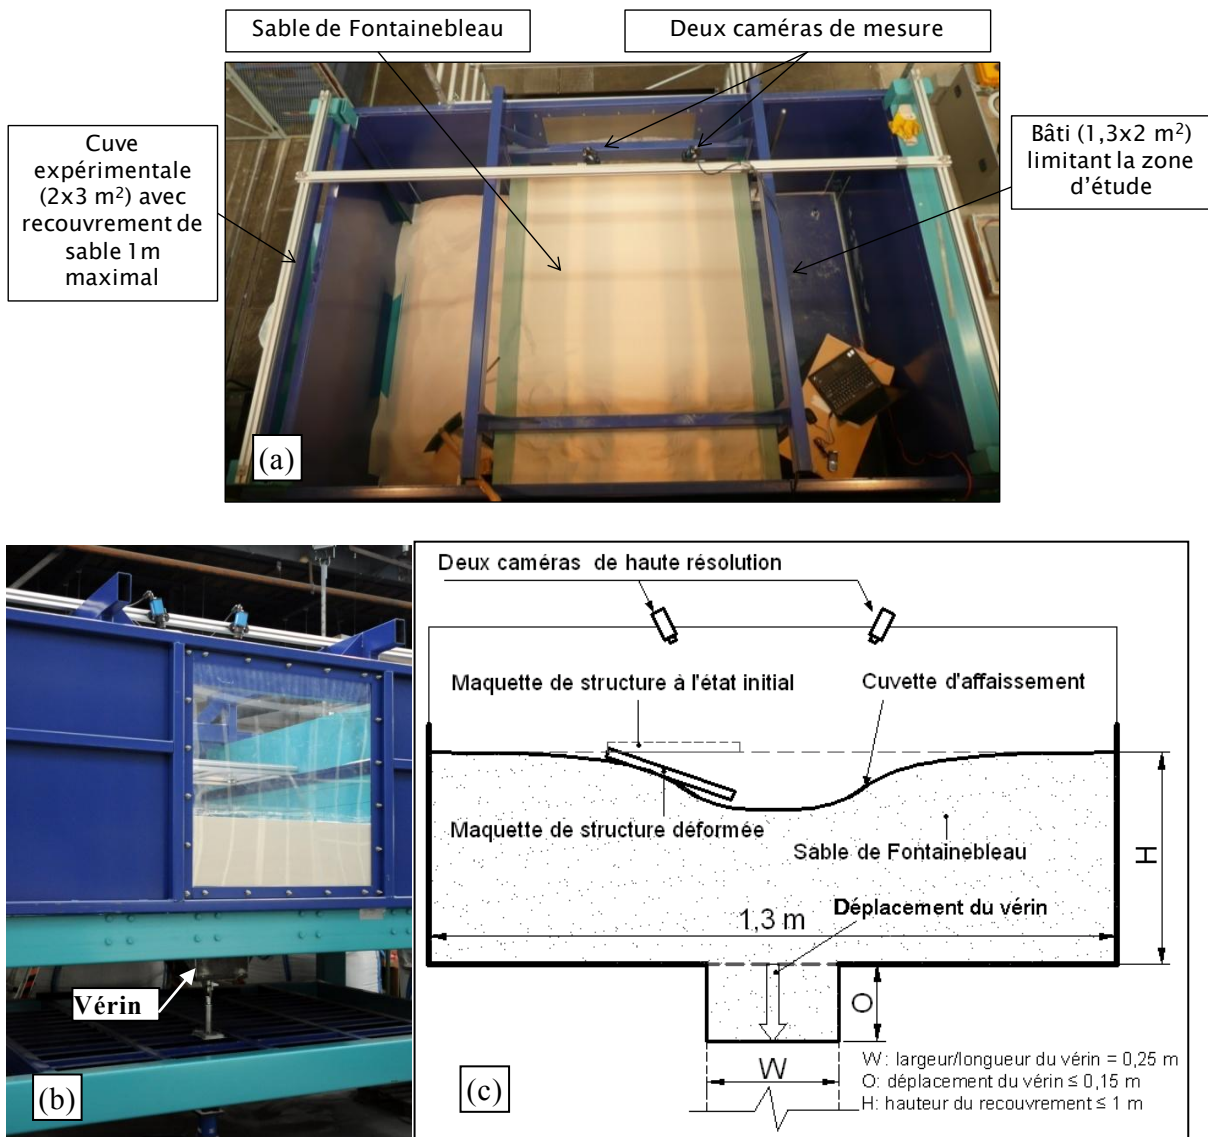 Sable de Fontainebleau
Deux caméras de mesure
Cuve
expérimentale
(2x3 m²) avec
recouvrement de
sable 1m
maximal
Bâti (1,3x2 m²)
limitant la zone
d'étude
(a)
Vérin
(b)
Deux caméras de haute résolution
Maquette de structure à l'état initial
Cuvette d'affaissement
Maquette de structure déformée
Sable de Fontainebleau
H
Déplacement du vérin
1,3 m
O
W
W: largeur/longueur du vérin = 0,25 m
O: déplacement du vérin ≤ 0,15 m
H: hauteur du recouvrement ≤ 1 m
(c)